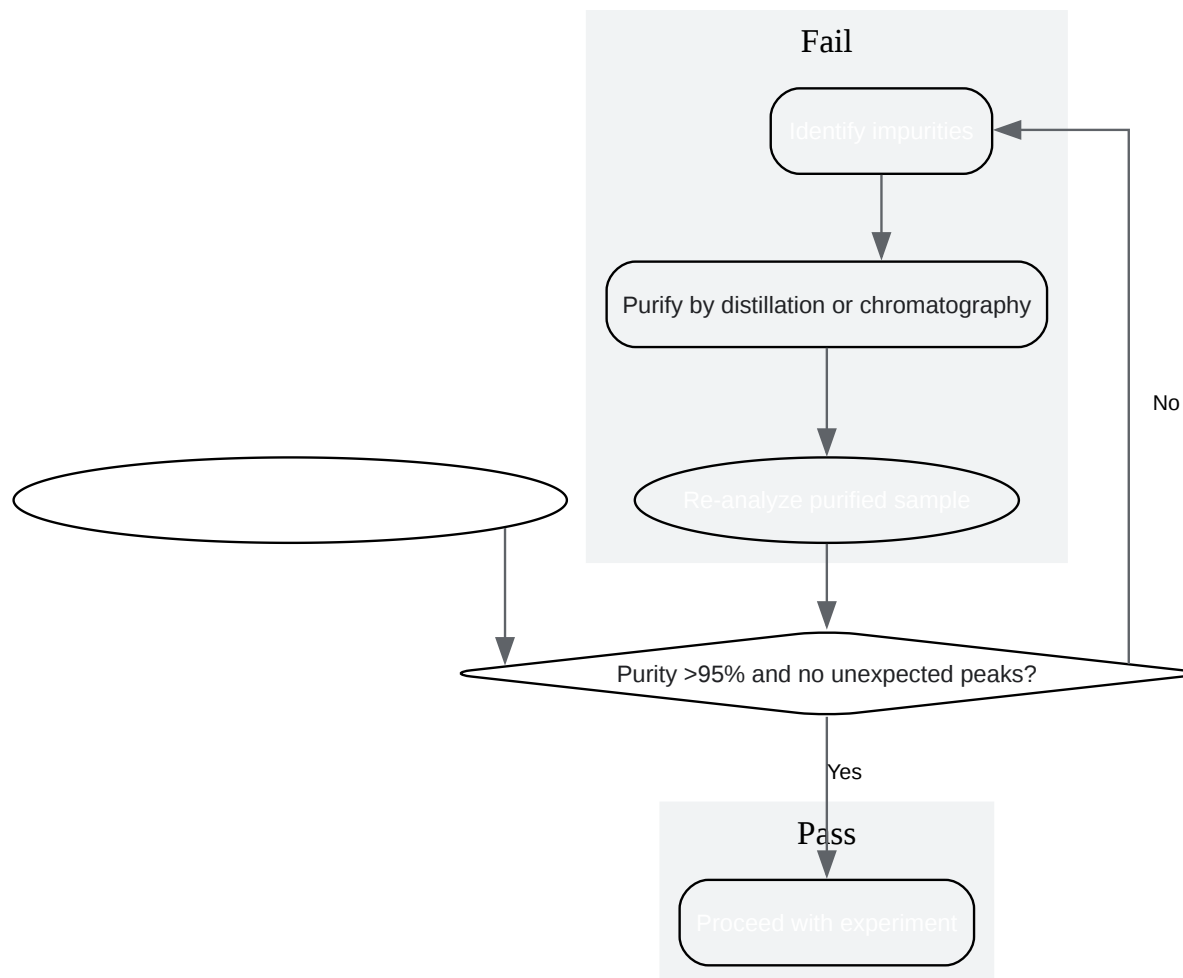 Fail
Identify impurities
Purify by distillation or chromatography
No
Re-analyze purified sample
Purity >95% and no unexpected peaks?
Yes
Pass
Proceed with experiment